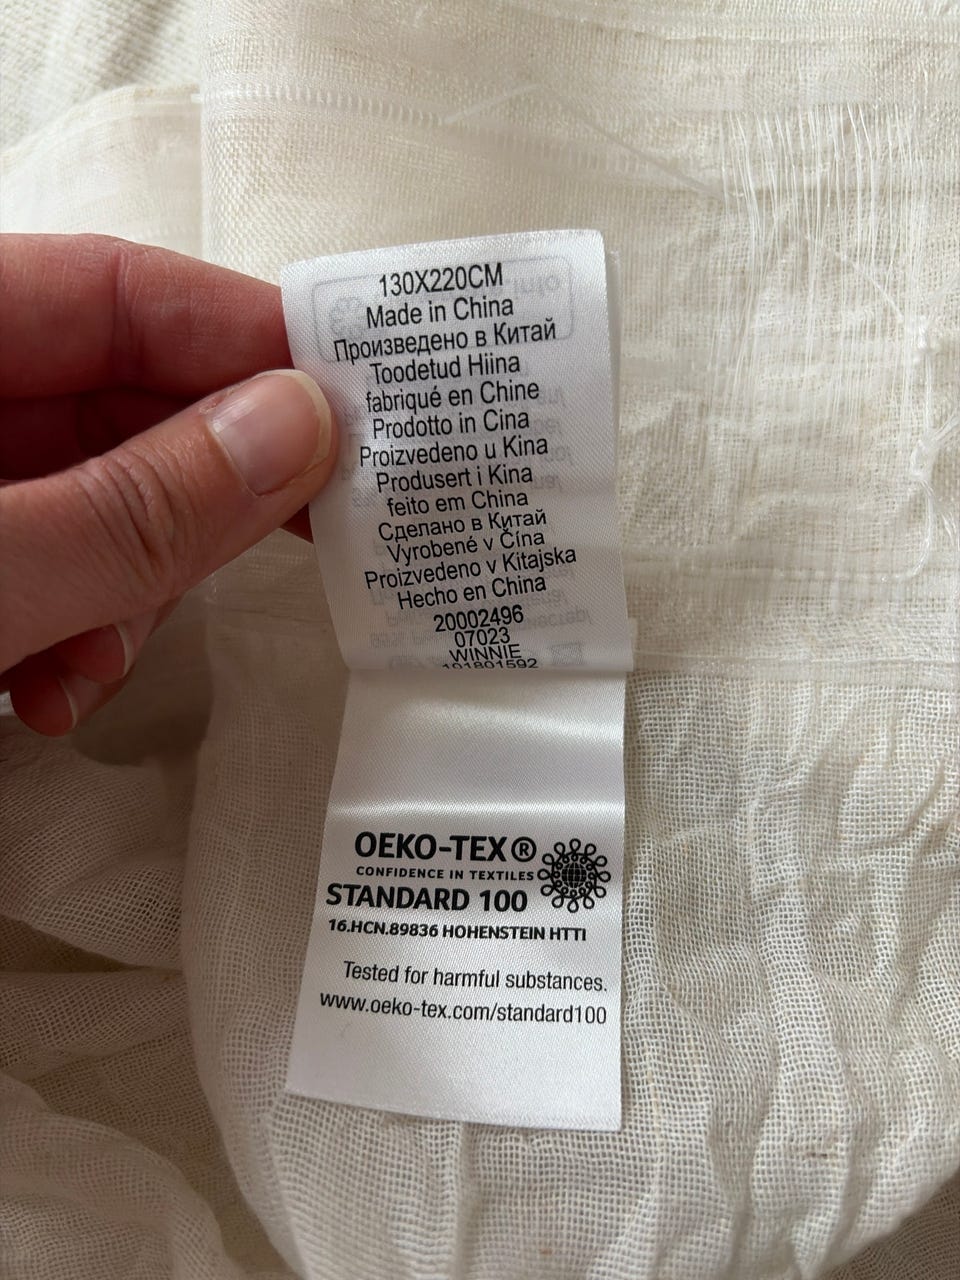 130X220CM
Made in China
Произведено в Китай
Toodetud Hiina
fabriqué en Chine
Prodotto in Cina
Proizvedeno u Kina
Produsert i Kina
feito em China
Сделано в Китай
Vyrobené v Čína
Proizvedeno v Kitajska
Hecho en China
20002496
07023
WINNIE
101801592
OEKO-TEX®
CONFIDENCE IN TEXTILES
STANDARD 100
16.HCN.89836 HOHENSTEIN HTTI
Tested for harmful substances.
www.oeko-tex.com/standard100